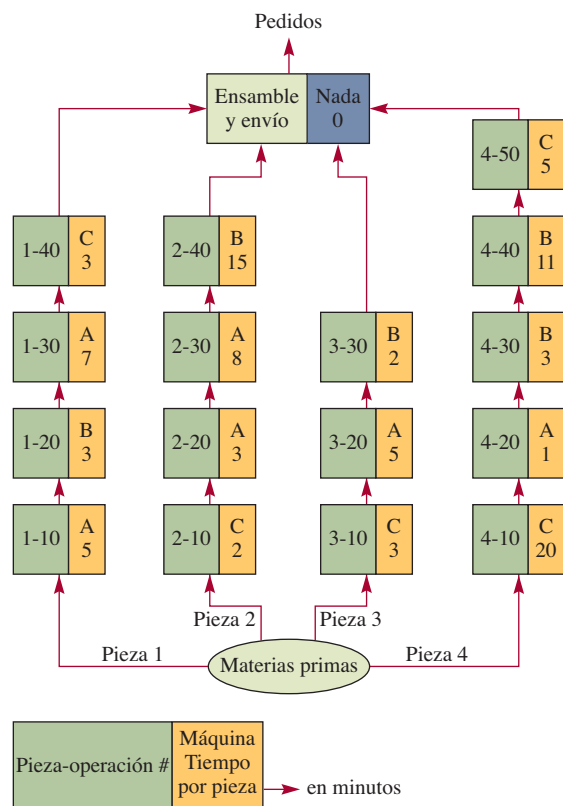 Pedidos
Ensamble
y envío
Nada
0
4-50
C
5
1-40
C
3
2-40
B
15
4-40
B
11
1-30
A
7
2-30
A
8
3-30
B
2
4-30
B
3
1-20
B
3
2-20
A
3
3-20
A
5
4-20
A
1
1-10
A
5
2-10
C
2
3-10
C
3
4-10
C
20
Pieza 2
Pieza 3
Pieza 1
Materias primas
Pieza 4
Pieza-operación #
Máquina
Tiempo
por pieza
en minutos